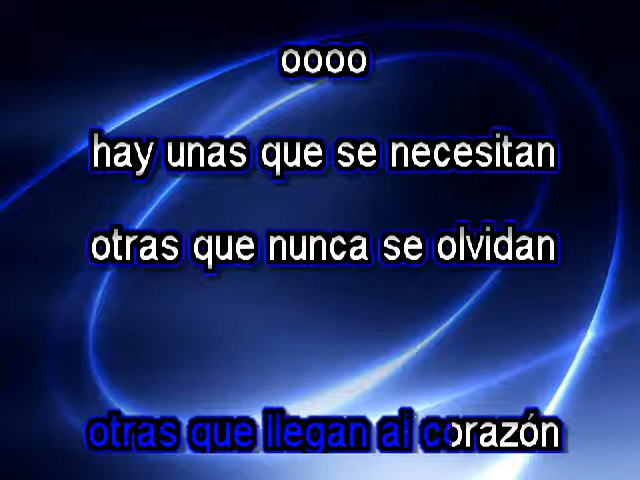 oooo
hay unas que se necesitan
otras que nunca se olvidan
otras que llegan al corazón